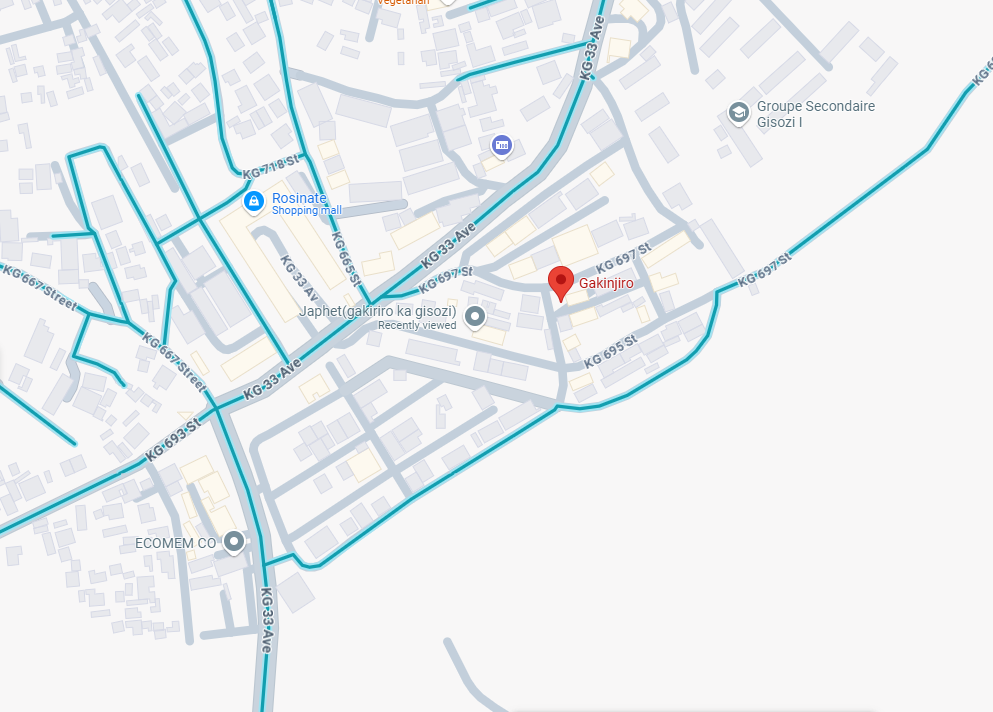 Vegetarian
KG 33 Ave
Groupe Secondaire
Gisozi I
KG 718 St
Rosinate
Shopping mall
KG 33 Ave
KG 665 St
KG 697 St
KG 697 St
KG 697 St
KG 667 Street
KG 33 Av
Gakinjiro
Japhet(gakiriro ka gisozi)
Recently viewed
KG 667 Street
KG 695 St
KG 33 Ave
KG 693 St
ECOMEM CO
KG 33 Ave